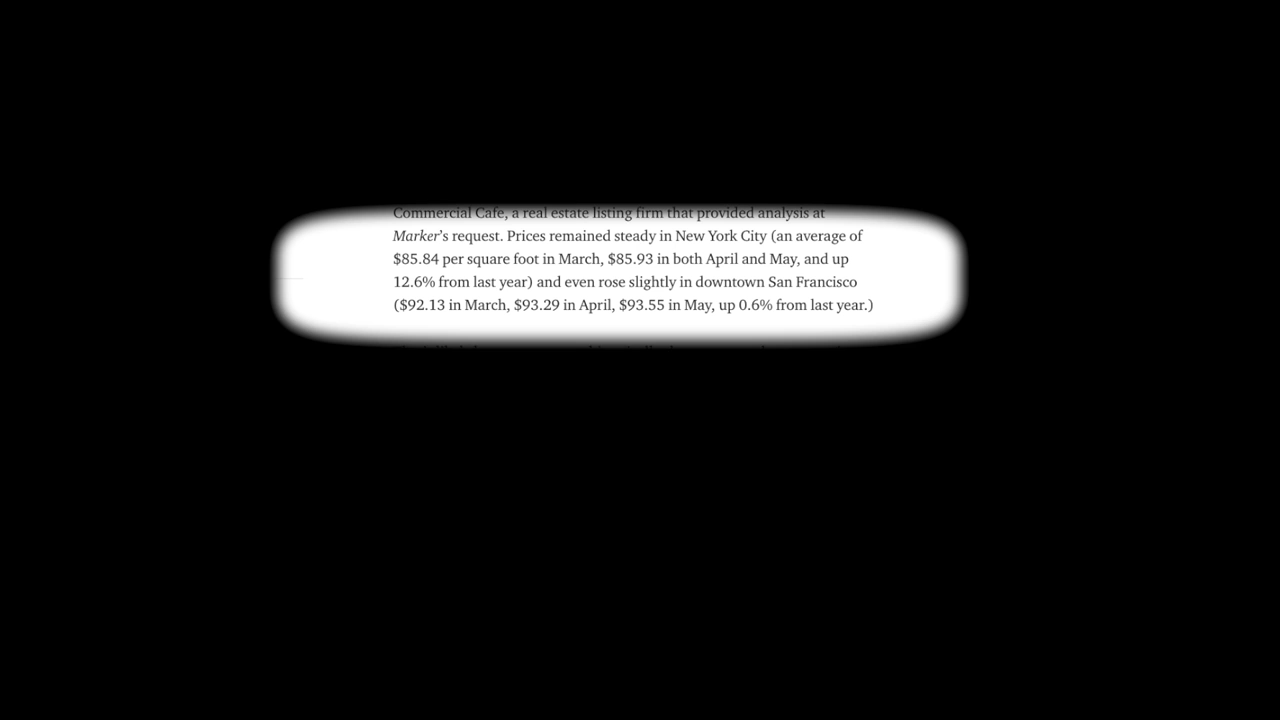 Commercial Cafe, a real estate listing firm that provided analysis at
Marker's request. Prices remained steady in New York City (an average of
$85.84 per square foot in March, $85.93 in both April and May, and up
12.6% from last year) and even rose slightly in downtown San Francisco
($92.13 in March, $93.29 in April, $93.55 in May, up 0.6% from last year.)